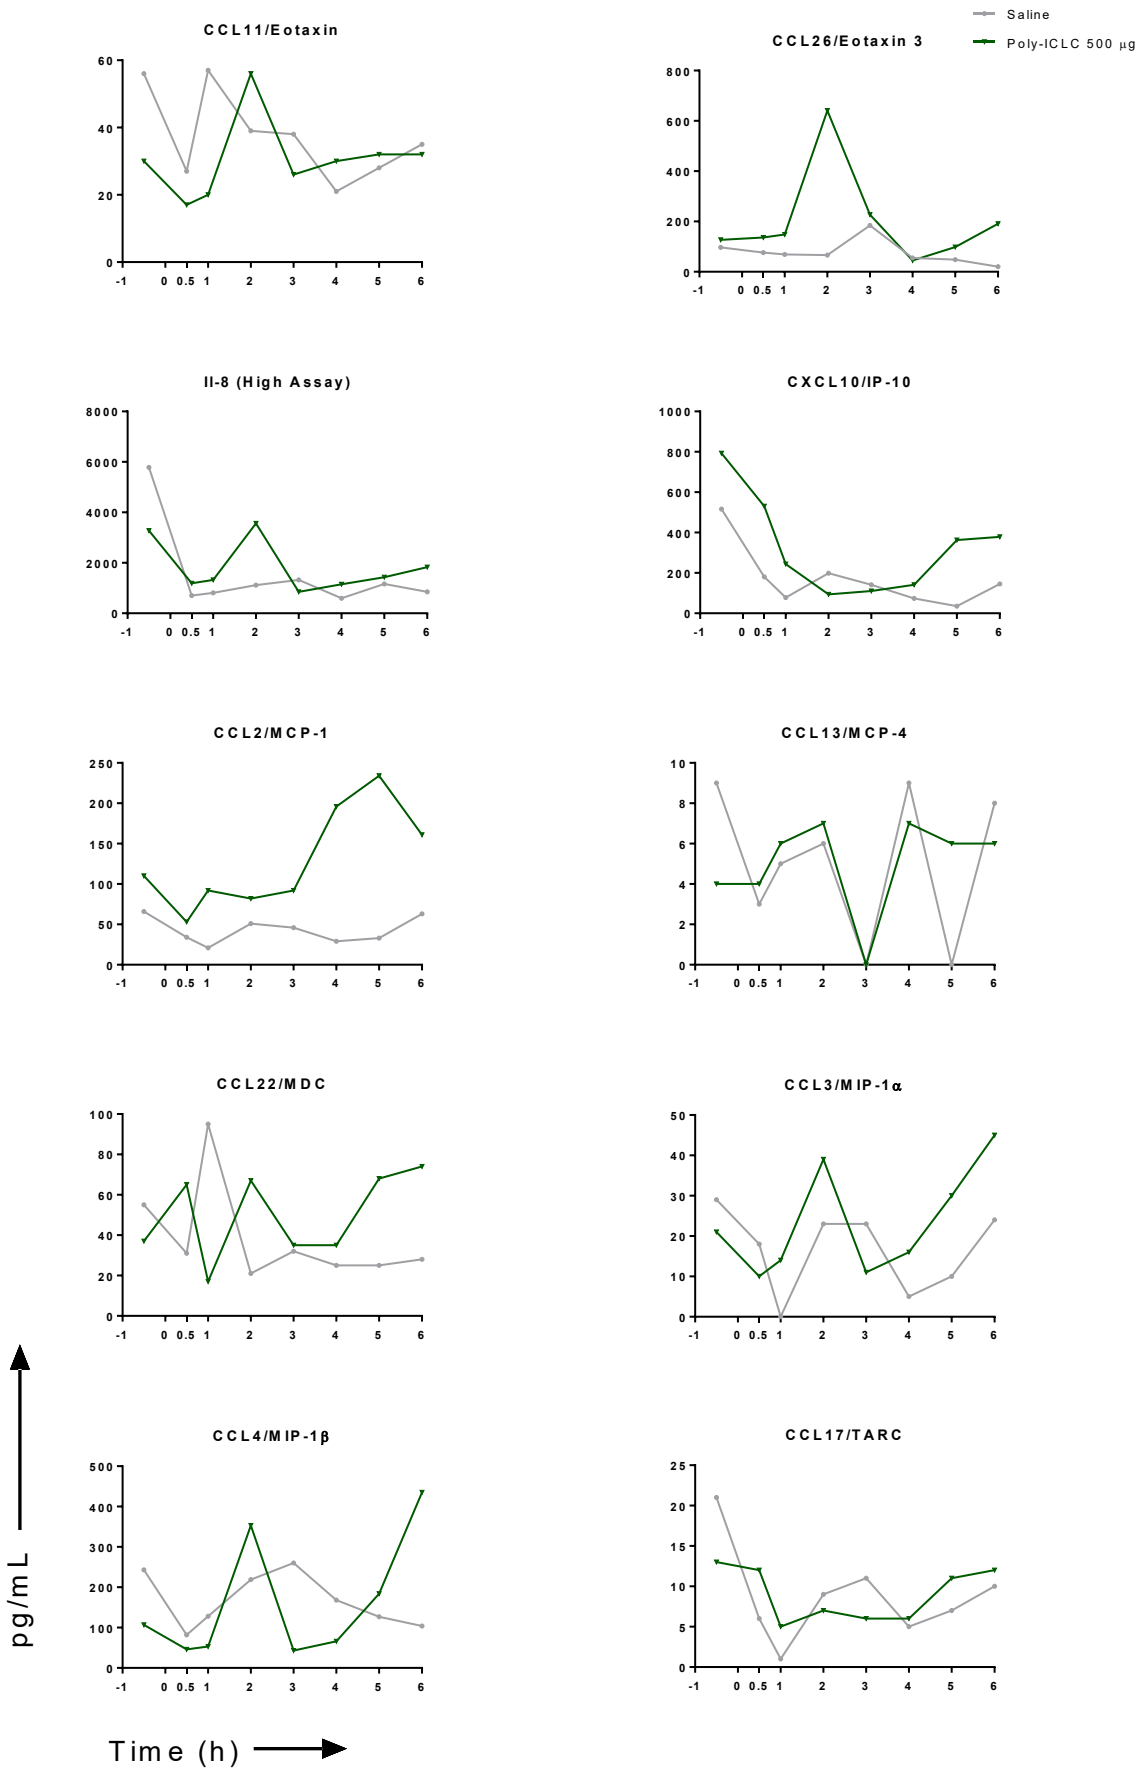 Saline
Poly-ICLC 500 μg
CCL11/Eotaxin
60
40
20
0
-1 0 0.5 1 2 3 4 5 6
CCL26/Eotaxin 3
800
600
400
200
0
-1 0 0.5 1 2 3 4 5 6
Il-8 (High Assay)
8000
6000
4000
2000
0
-1 0 0.5 1 2 3 4 5 6
CXCL10/IP-10
1000
800
600
400
200
0
-1 0 0.5 1 2 3 4 5 6
CCL2/MCP-1
250
200
150
100
50
0
-1 0 0.5 1 2 3 4 5 6
CCL13/MCP-4
10
8
6
4
2
0
-1 0 0.5 1 2 3 4 5 6
CCL22/MDC
100
80
60
40
20
0
-1 0 0.5 1 2 3 4 5 6
CCL3/MIP-1α
50
40
30
20
10
0
-1 0 0.5 1 2 3 4 5 6
CCL4/MIP-1β
500
400
300
200
100
0
-1 0 0.5 1 2 3 4 5 6
CCL17/TARC
25
20
15
10
5
0
-1 0 0.5 1 2 3 4 5 6
pg/mL
Time (h)